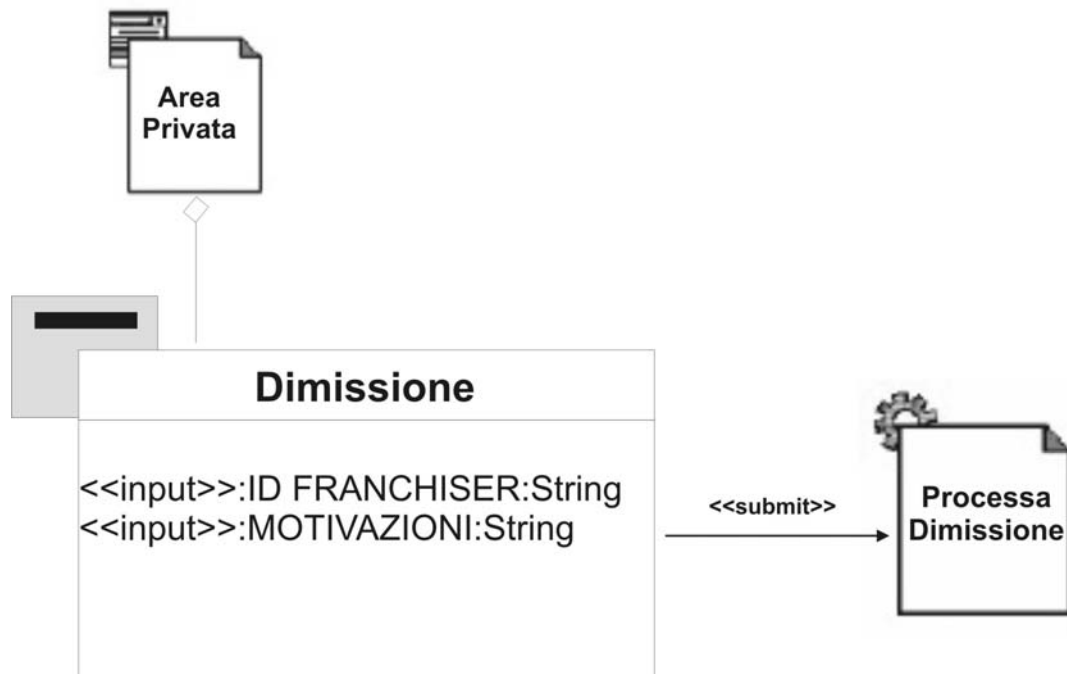 Area
Privata
Dimissione
<<input>>:ID FRANCHISER:String
<<input>>:MOTIVAZIONI:String
<<submit>>
Processa
Dimissione